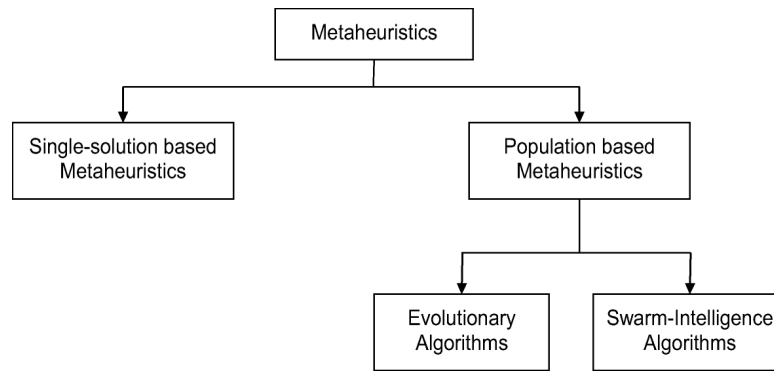 Metaheuristics
Single-solution based
Metaheuristics
Population based
Metaheuristics
Evolutionary
Algorithms
Swarm-Intelligence
Algorithms